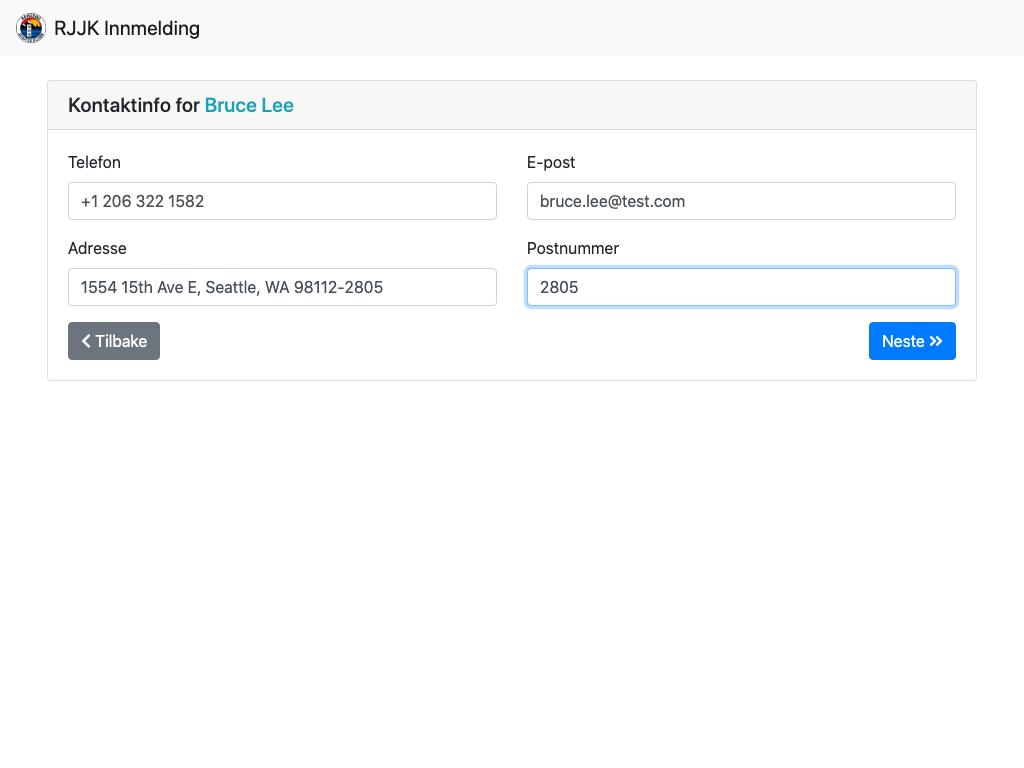 RJJK Innmelding
Kontaktinfo for Bruce Lee
Telefon
E-post
+1 206 322 1582
bruce.lee@test.com
Adresse
Postnummer
1554 15th Ave E, Seattle, WA 98112-2805
2805
Tilbake
Neste